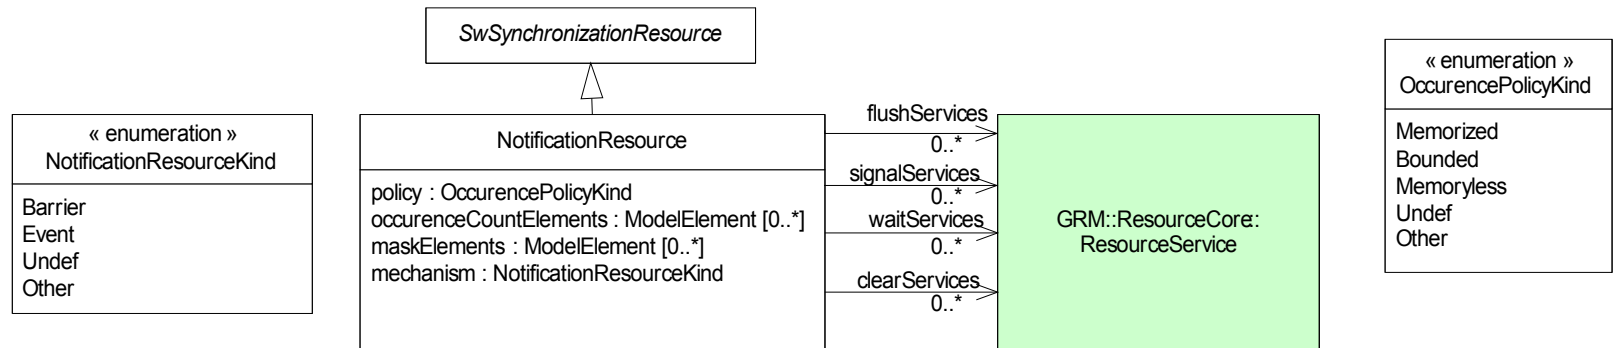 SwSynchronizationResource
« enumeration »
NotificationResourceKind
Barrier
Event
Undef
Other
NotificationResource
policy : OccurencePolicyKind
occurenceCountElements : ModelElement [0..*]
maskElements : ModelElement [0..*]
mechanism : NotificationResourceKind
flushServices
0..*
signalServices
0..*
waitServices
0..*
clearServices
0..*
GRM::ResourceCore::
ResourceService
« enumeration »
OccurencePolicyKind
Memorized
Bounded
Memoryless
Undef
Other